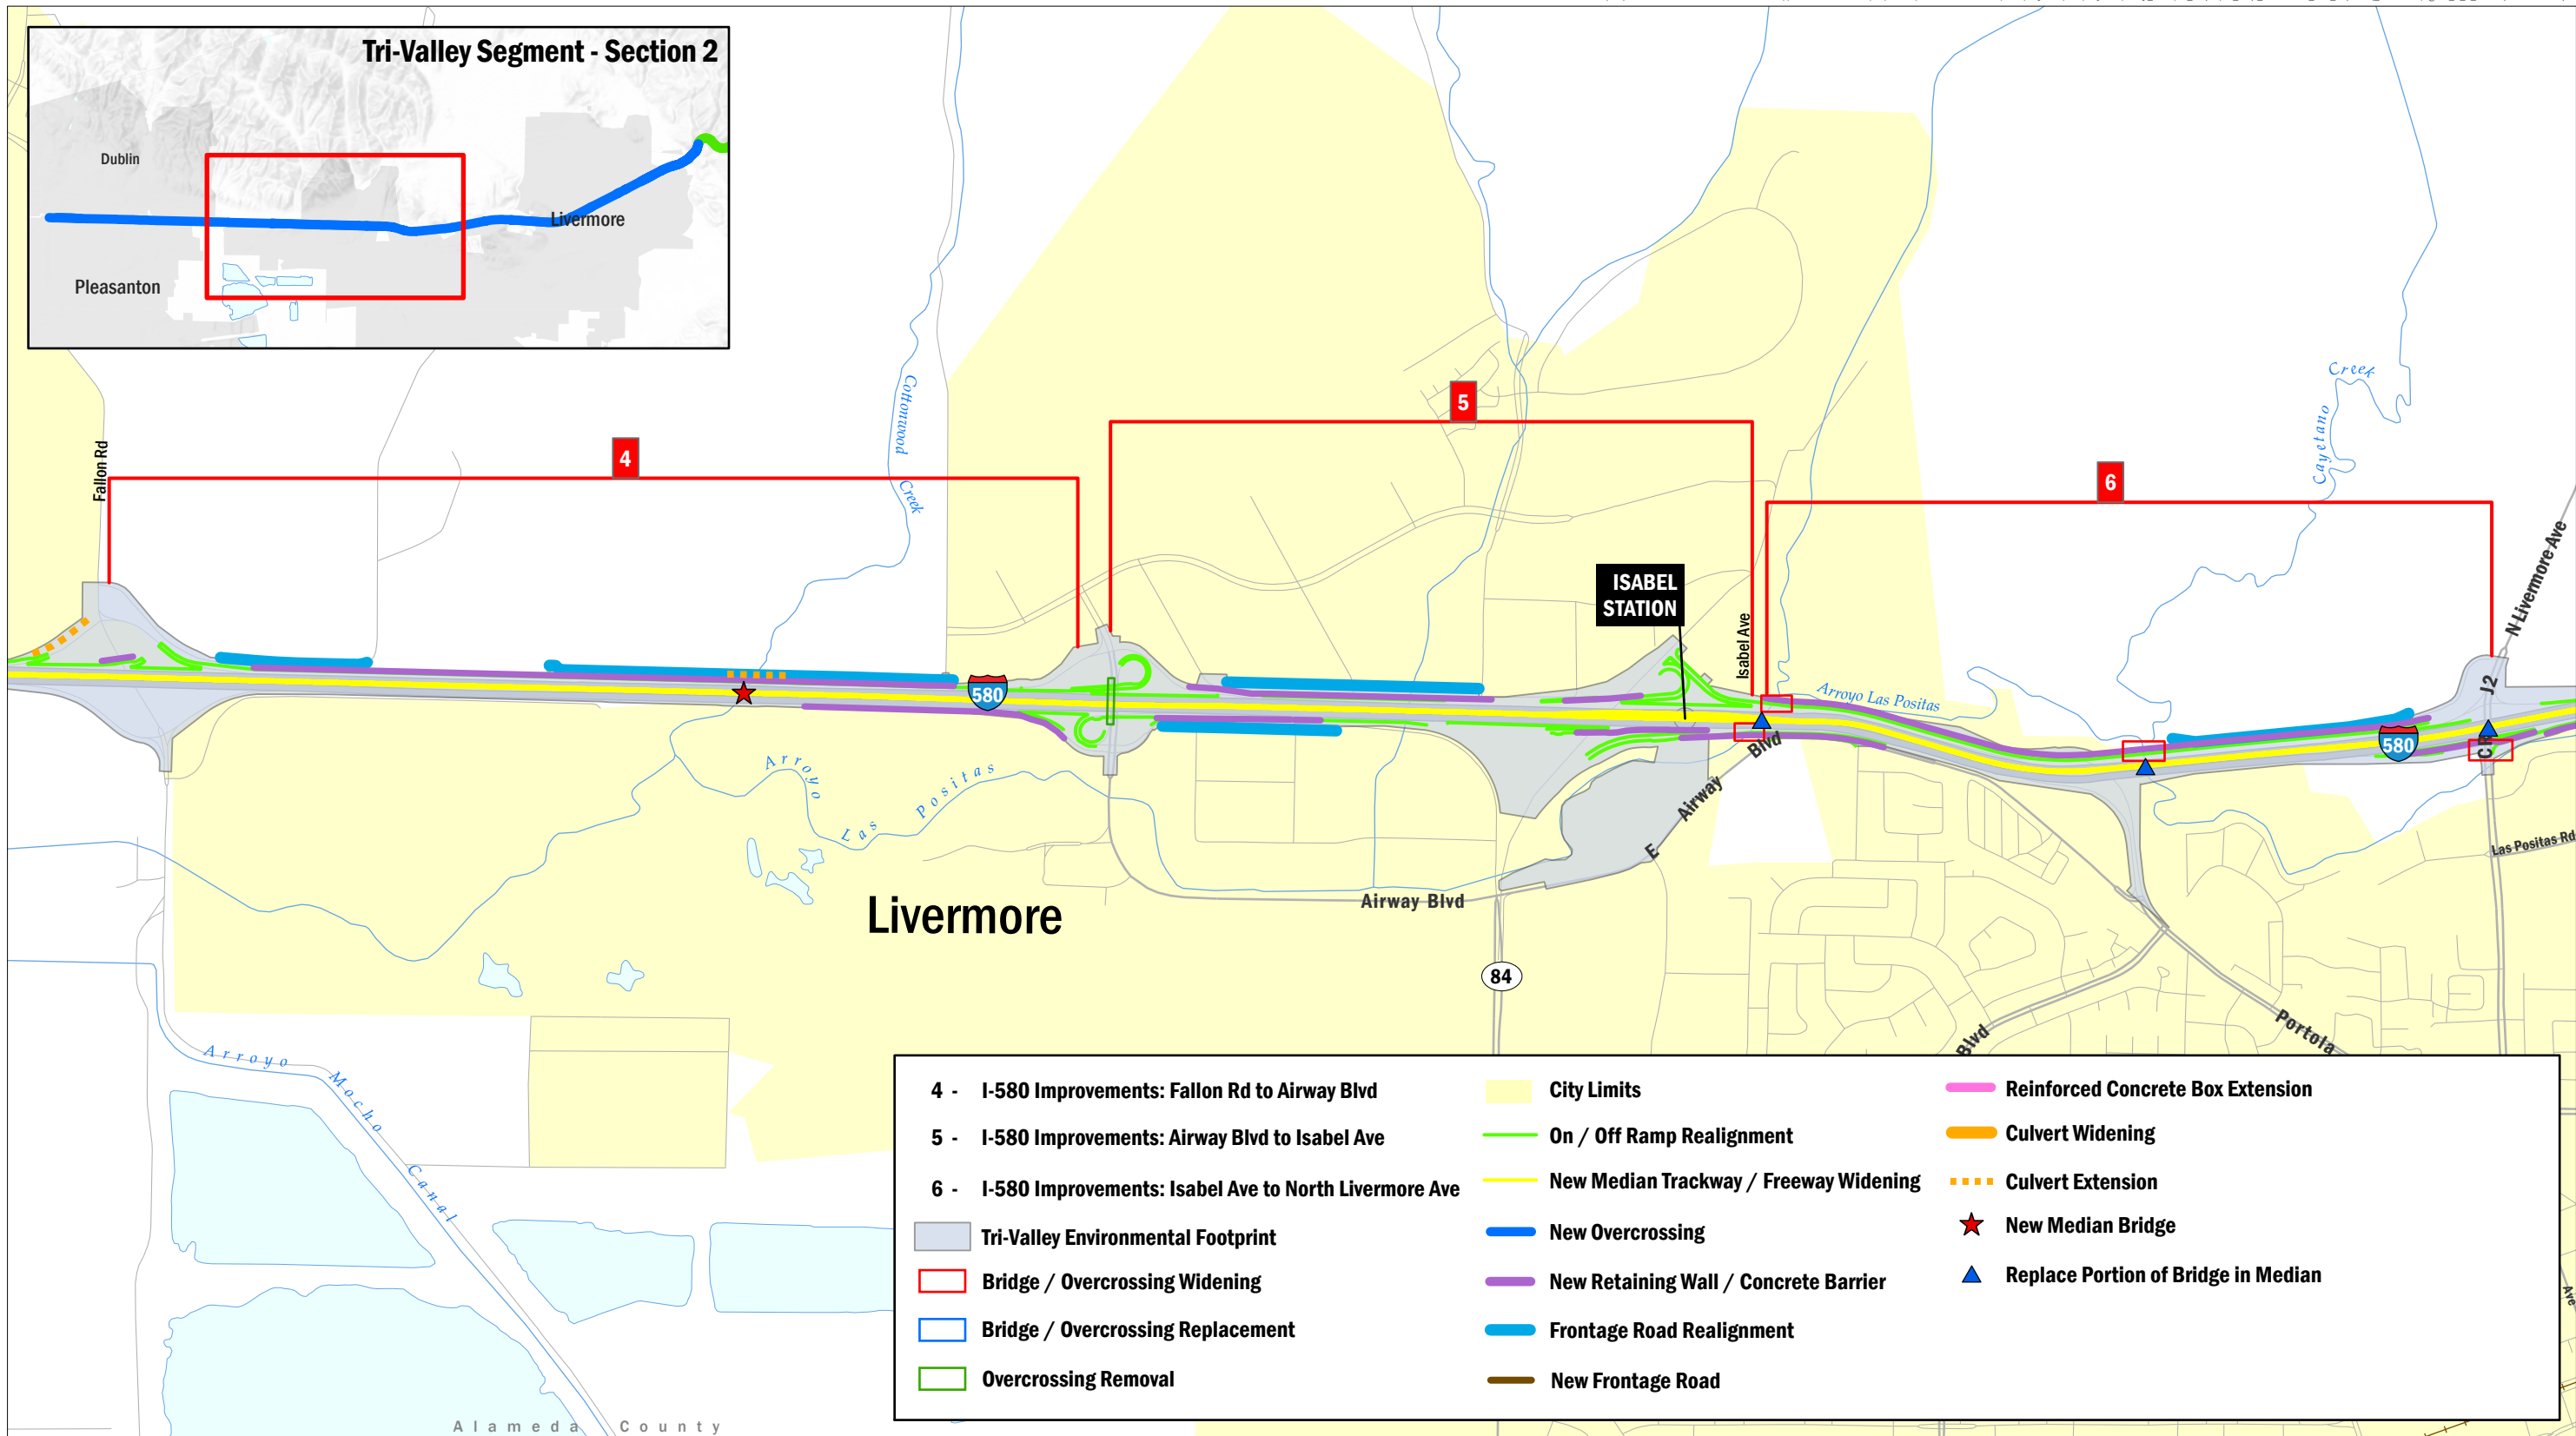 Tri-Valley Segment - Section 2
Dublin
Livermore
Pleasanton
Fallon Rd
4
Cottonwood Creek
5
6
Creek
Cayetano
N Livermore Ave
ISABEL
STATION
Isabel Ave
Arroyo Las Positas
580
580
J2
CR
Arroyo Las Positas
Airway Blvd
E
Las Positas Rd
Livermore
Airway Blvd
84
Blvd
Portola
Arroyo Mocho Canal
Ave
Alameda County
4 - I-580 Improvements: Fallon Rd to Airway Blvd
5 - I-580 Improvements: Airway Blvd to Isabel Ave
6 - I-580 Improvements: Isabel Ave to North Livermore Ave
Tri-Valley Environmental Footprint
Bridge / Overcrossing Widening
Bridge / Overcrossing Replacement
Overcrossing Removal
City Limits
On / Off Ramp Realignment
New Median Trackway / Freeway Widening
New Overcrossing
New Retaining Wall / Concrete Barrier
Frontage Road Realignment
New Frontage Road
Reinforced Concrete Box Extension
Culvert Widening
Culvert Extension
New Median Bridge
Replace Portion of Bridge in Median